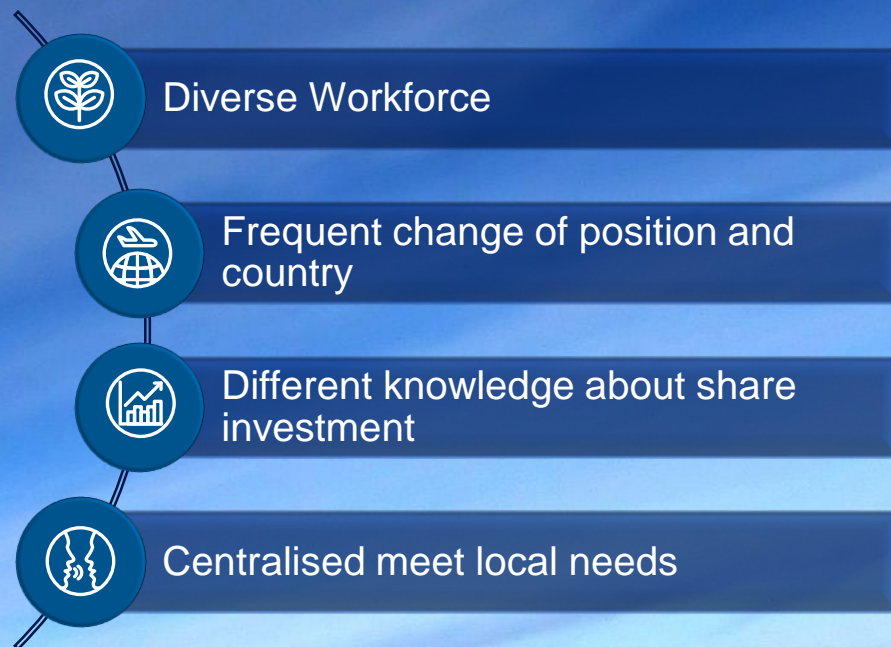 Diverse Workforce
Frequent change of position and
country
Different knowledge about share
investment
Centralised meet local needs